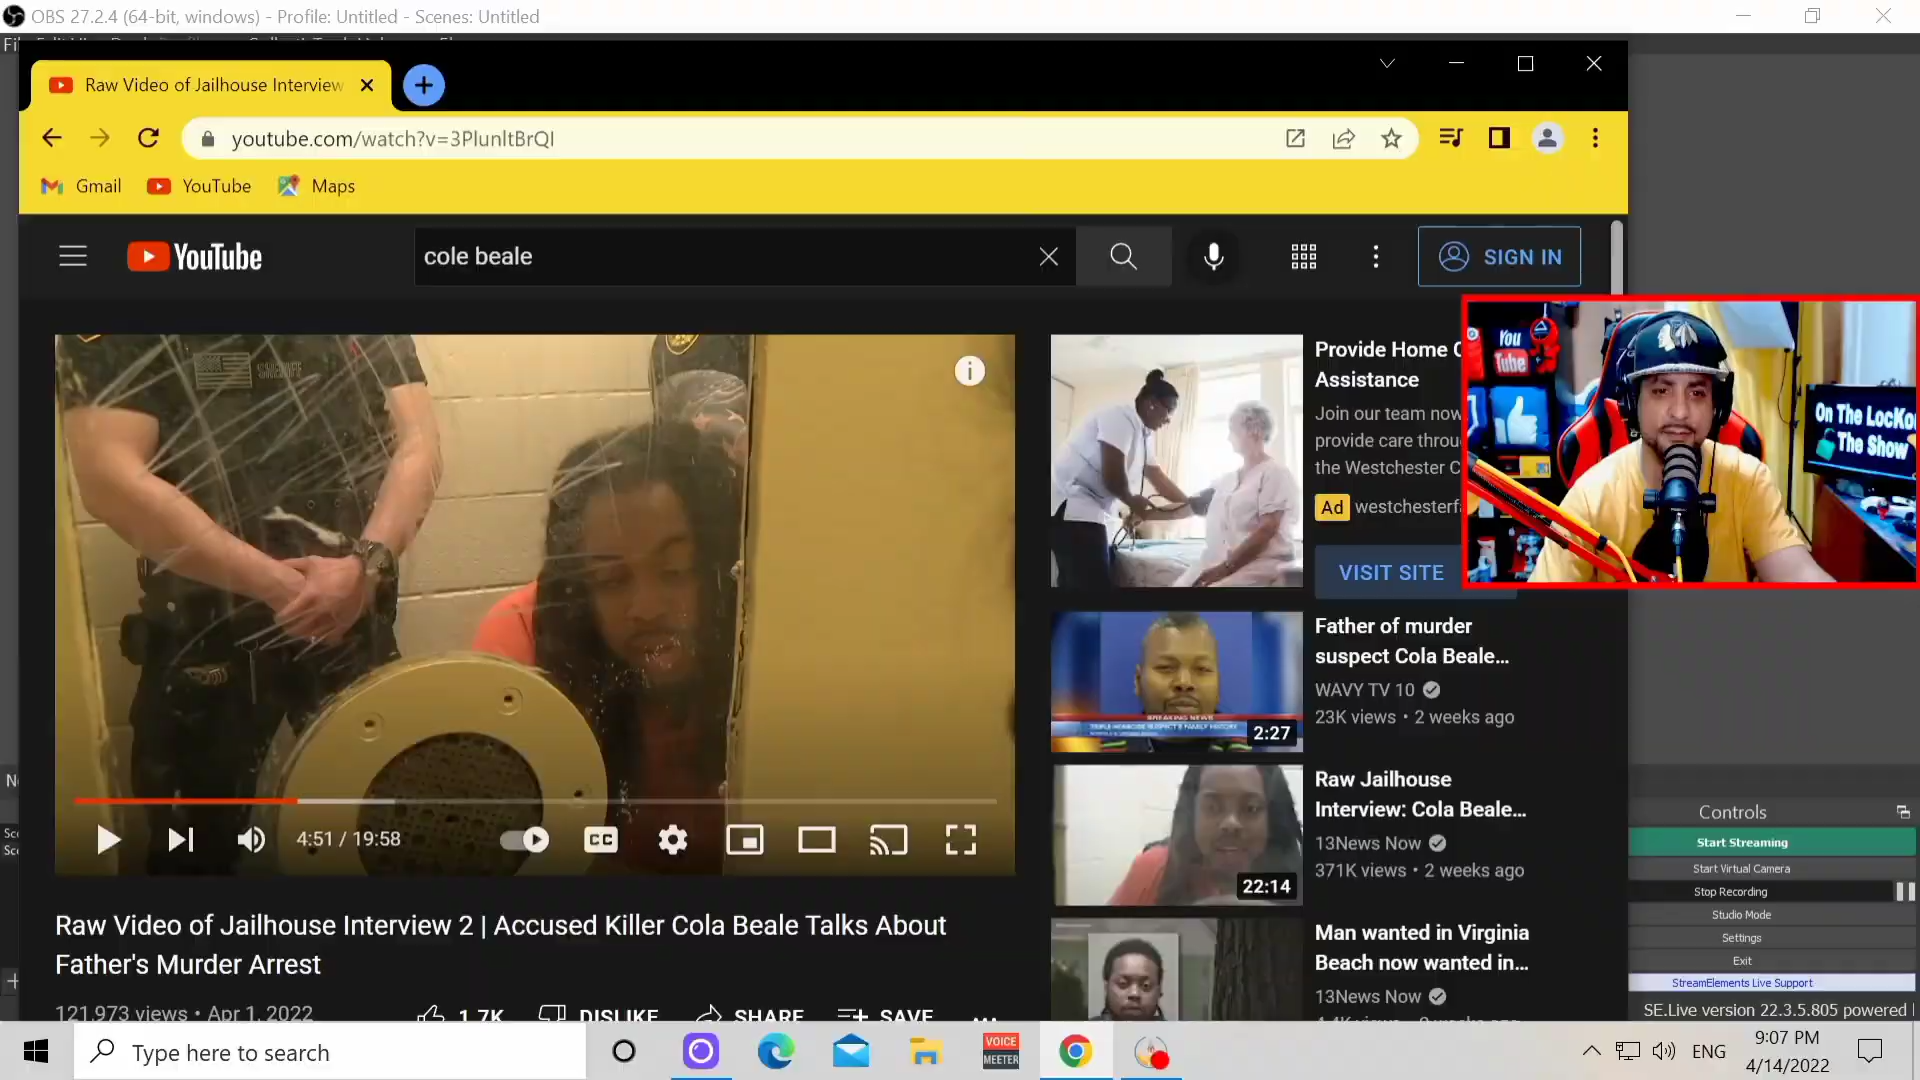 OBS 27.2.4 (64-bit, windows) - Profile: Untitled - Scenes: Untitled
Raw Video of Jailhouse Interview
youtube.com/watch?v=3PlunltBrQI
Gmail
YouTube
Maps
YouTube
cole beale
SIGN IN
SHERIFF
Provide Home C
Assistance
Join our team now
provide care throu
the Westchester C
Ad westchesterfa
VISIT SITE
You
Tube
On The LocKo
The Show
Father of murder
suspect Cola Beale...
WAVY TV 10
23K views • 2 weeks ago
BREAKING NEWS
2:27
Raw Jailhouse
Interview: Cola Beale...
13News Now
371K views • 2 weeks ago
22:14
4:51 / 19:58
CC
Raw Video of Jailhouse Interview 2 | Accused Killer Cola Beale Talks About
Father's Murder Arrest
121,973 views • Apr 1, 2022
1.7K
DISLIKE
SHARE
SAVE
Man wanted in Virginia
Beach now wanted in...
13News Now
Controls
Start Streaming
Start Virtual Camera
Stop Recording
Studio Mode
Settings
Exit
StreamElements Live Support
SE.Live version 22.3.5.805 powered
Type here to search
VOICE
MEETER
ENG
9:07 PM
4/14/2022